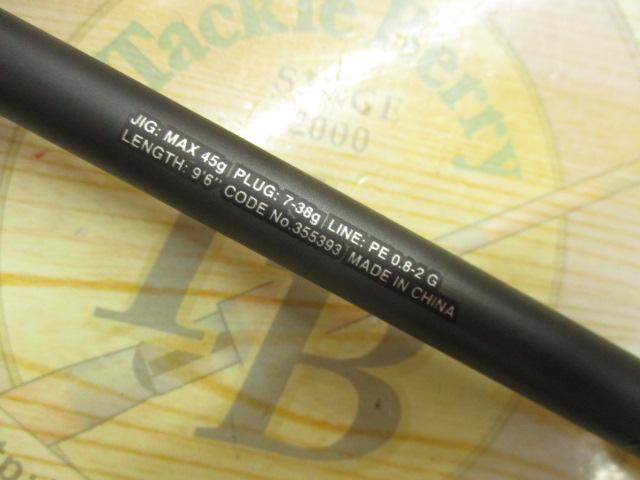 Tackle Berry
SINCE
2000
JIG: MAX 45g PLUG: 7-38g LINE: PE 0.8-2 G
LENGTH: 9'6" CODE No.355393 MADE IN CHINA
T-B